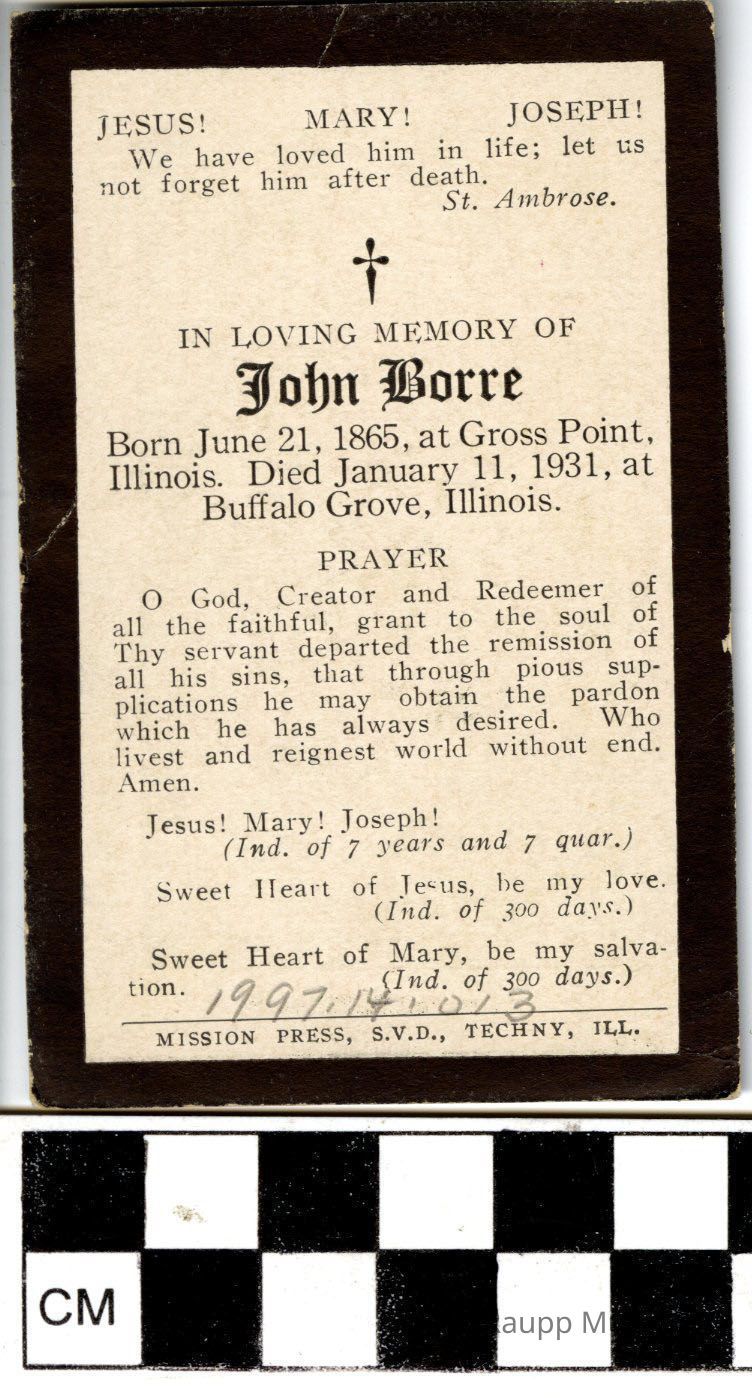 JESUS! MARY! JOSEPH!
We have loved him in life; let us
not forget him after death.
St. Ambrose.
IN LOVING MEMORY OF
John Borre
Born June 21, 1865, at Gross Point,
Illinois. Died January 11, 1931, at
Buffalo Grove, Illinois.
PRAYER
O God, Creator and Redeemer of
all the faithful, grant to the soul of
Thy servant departed the remission of
all his sins, that through pious sup-
plications he may obtain the pardon
which he has always desired. Who
livest and reignest world without end.
Amen.
Jesus! Mary! Joseph!
(Ind. of 7 years and 7 quar.)
Sweet Heart of Jesus, be my love.
(Ind. of 300 days.)
Sweet Heart of Mary, be my salva-
tion. (Ind. of 300 days.)
1997.14.013
MISSION PRESS, S.V.D., TECHNY, ILL.
CM